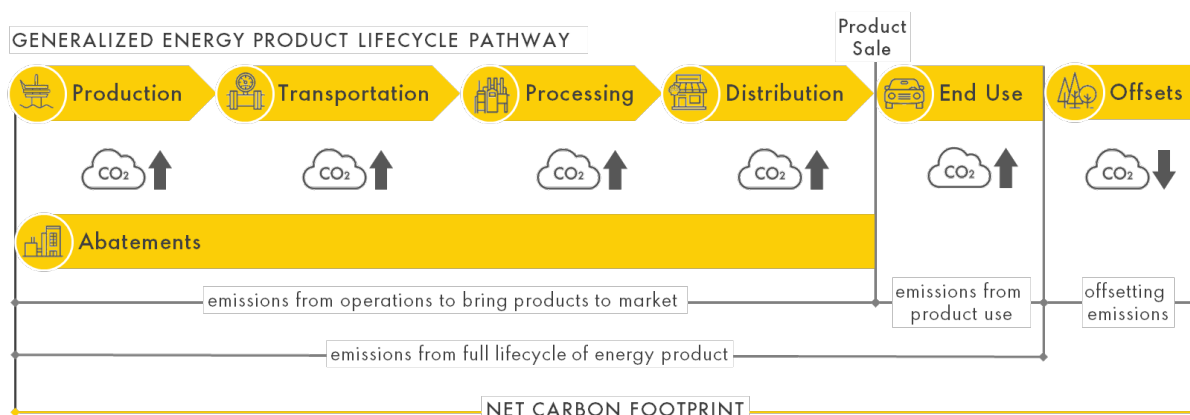 Product
Sale
GENERALIZED ENERGY PRODUCT LIFECYCLE PATHWAY
Production
Transportation
Processing
Distribution
End Use
Offsets
CO2
CO2
CO2
CO2
CO2
CO2
Abatements
emissions from operations to bring products to market
emissions from
product use
offsetting
emissions
emissions from full lifecycle of energy product
NET CARBON FOOTPRINT